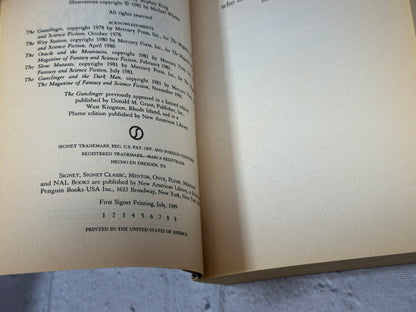 Stephen King
Illustrations copyright © 1982 by Michael Whelan
All rights reserved
ACKNOWLEDGMENTS
The Gunslinger, copyright 1978 by Mercury Press, Inc., for The Magazine of Fantasy
and Science Fiction, October 1978.
The Way Station, copyright 1980 by Mercury Press, Inc., for The Magazine of Fantasy
and Science Fiction, April 1980
The Oracle and the Mountains, copyright 1981 by Mercury Press, Inc., for
Magazine of Fantasy and Science Fiction, February 1981.
The Slow Mutants, copyright 1981 by Mercury Press, Inc., for The Magazine of Fantasy
and Science Fiction, July 1981.
The Gunslinger and the Dark Man, copyright 1981 by Mercury Press,
The Magazine of Fantasy and Science Fiction, November 1981.
The Gunslinger previously appeared in a limited edition
published by Donald M. Grant, Publisher, Inc.,
West Kingston, Rhode Island, and in a
Plume edition published by New American Library.
S
SIGNET TRADEMARK REG. U.S. PAT. OFF. AND FOREIGN COUNTRIES
REGISTERED TRADEMARK—MARCA REGISTRADA
HECHO EN DRESDEN, TN
SIGNET, SIGNET CLASSIC, MENTOR, ONYX, PLUME, MERIDIAN
and NAL BOOKS are published by New American Library, a division of
Penguin Books USA Inc., 1633 Broadway, New York, New York
First Signet Printing, July, 1989
1 2 3 4 5 6 7 8 9
PRINTED IN THE UNITED STATES OF AMERICA
who